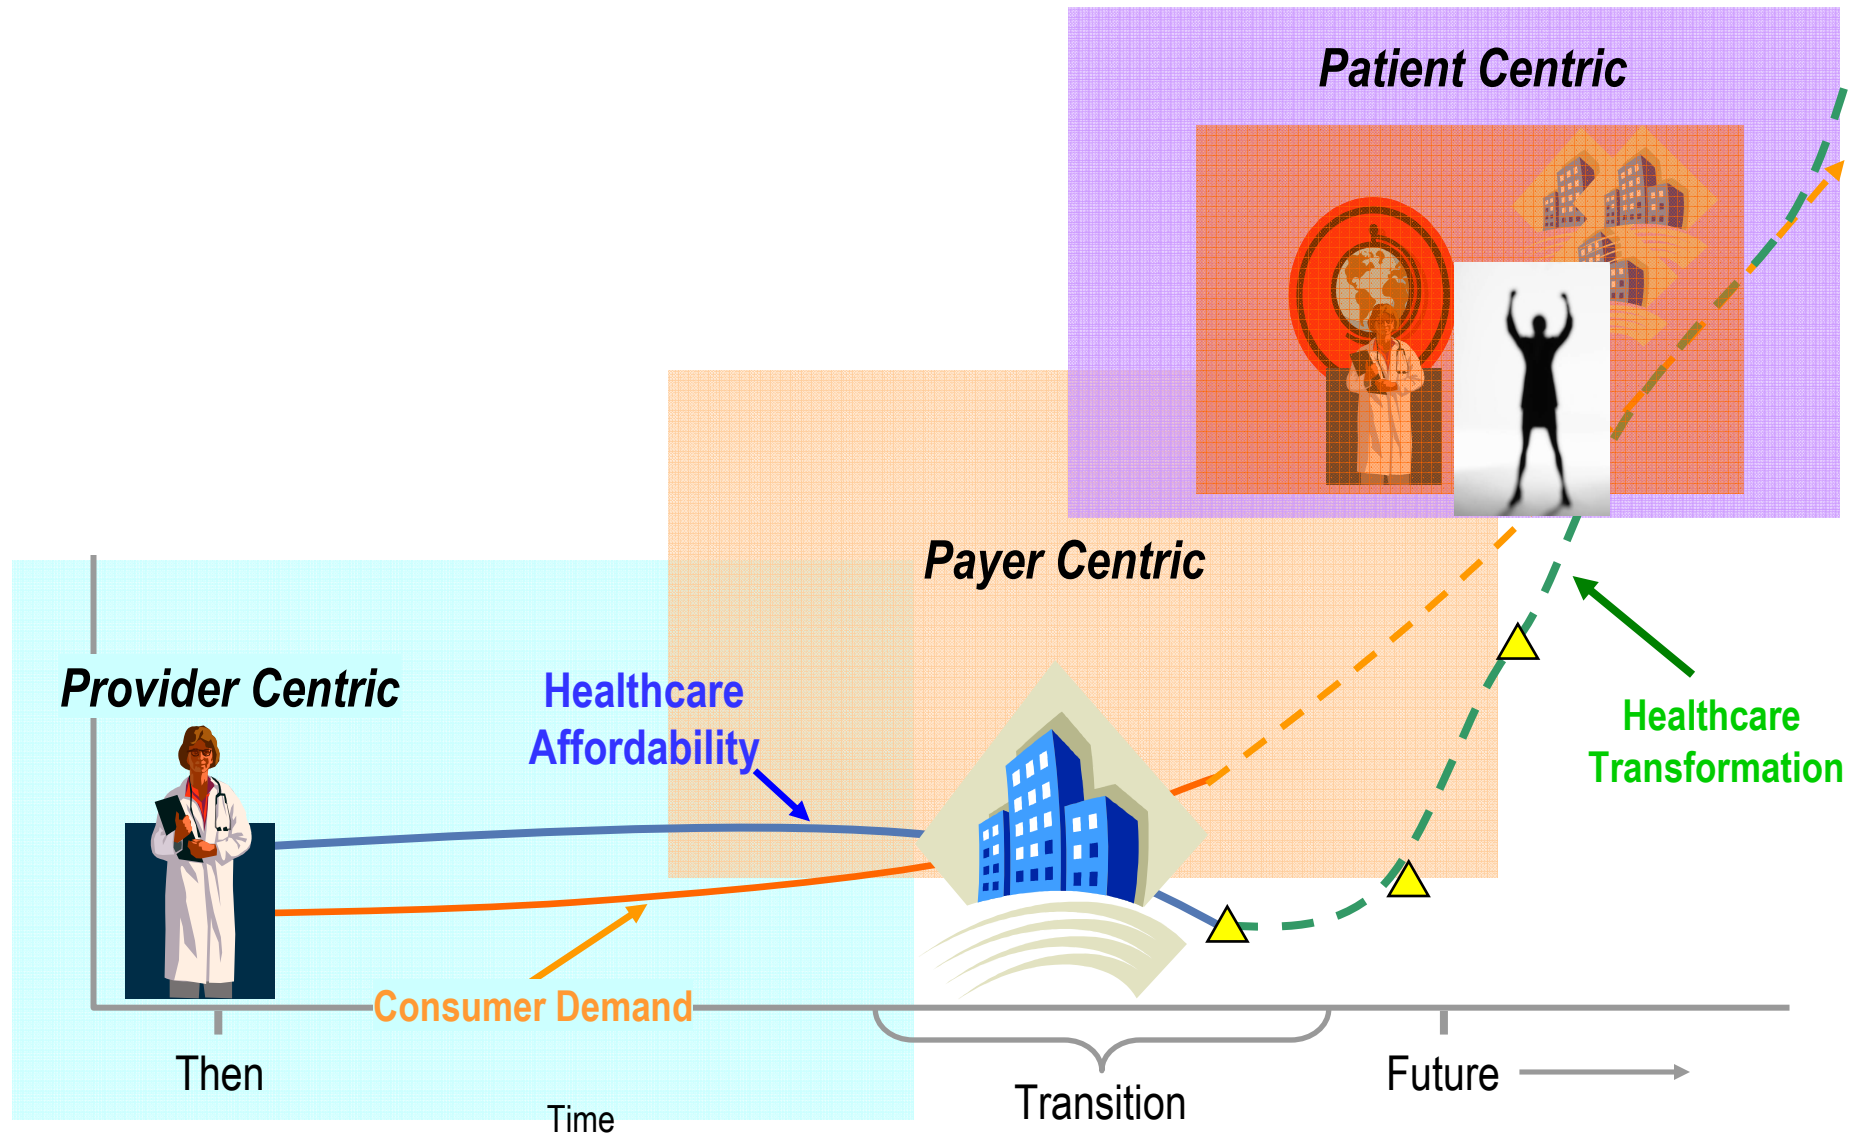 Patient Centric
Payer Centric
Provider Centric
Healthcare
Affordability
Healthcare
Transformation
Consumer Demand
Then
Time
Transition
Future